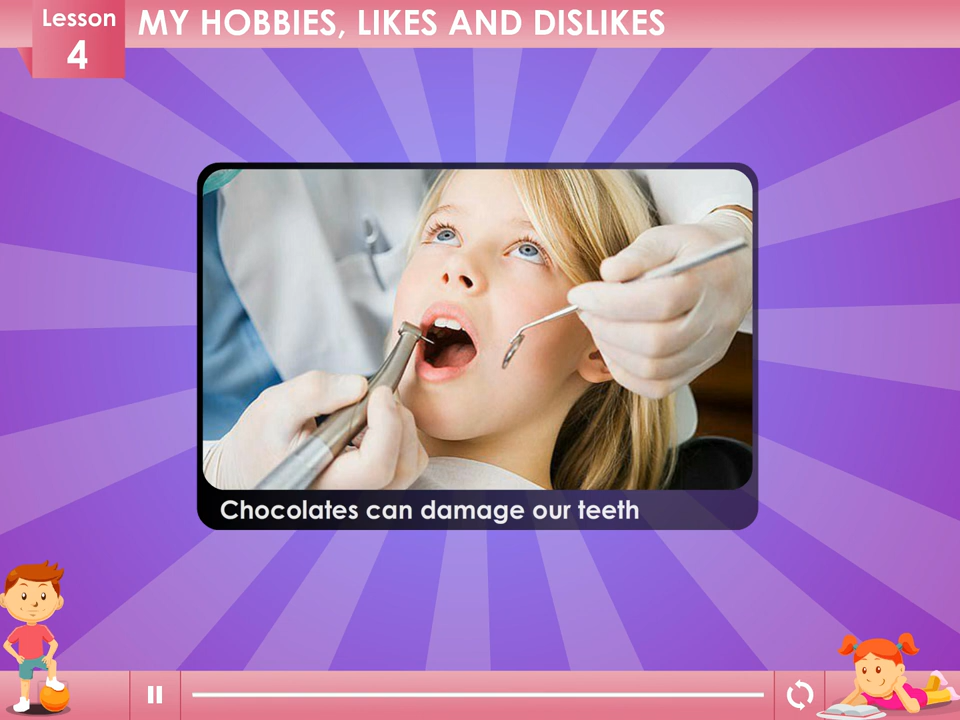 Lesson
4
MY HOBBIES, LIKES AND DISLIKES
Chocolates can damage our teeth